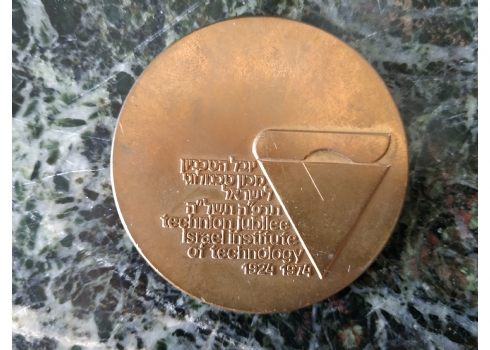 יובל הטכניון
מכון טכנולוגי
לישראל
תרפ״ה תשל״ה
technion jubilee
Israel Institute
of technology
1924 1974